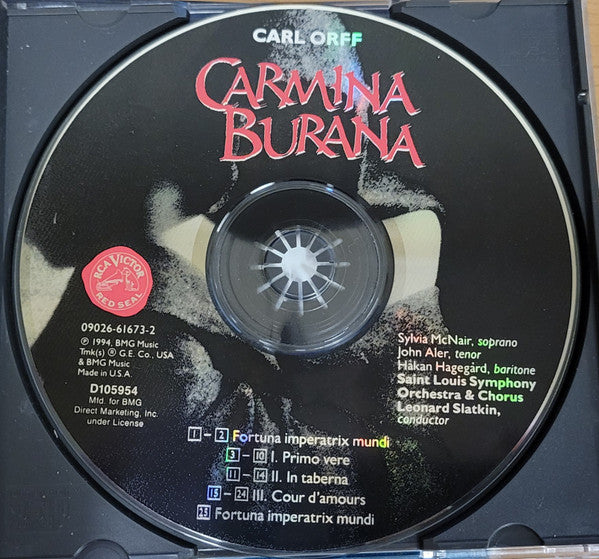 CARL ORFF
CARMINA
BURANA
RCA VICTOR
RED SEAL
09026-61673-2
℗ 1994, BMG Music
Tmk(s) ® G.E. Co., USA
& BMG Music
Made in U.S.A.
D105954
Mfd. for BMG
Direct Marketing, Inc.
under License
Sylvia McNair, soprano
John Aler, tenor
Håkan Hagegård, baritone
Saint Louis Symphony
Orchestra & Chorus
Leonard Slatkin,
conductor
1 – 2 Fortuna imperatrix mundi
3 – 10 I. Primo vere
11 – 14 II. In taberna
15 – 24 III. Cour d'amours
25 Fortuna imperatrix mundi